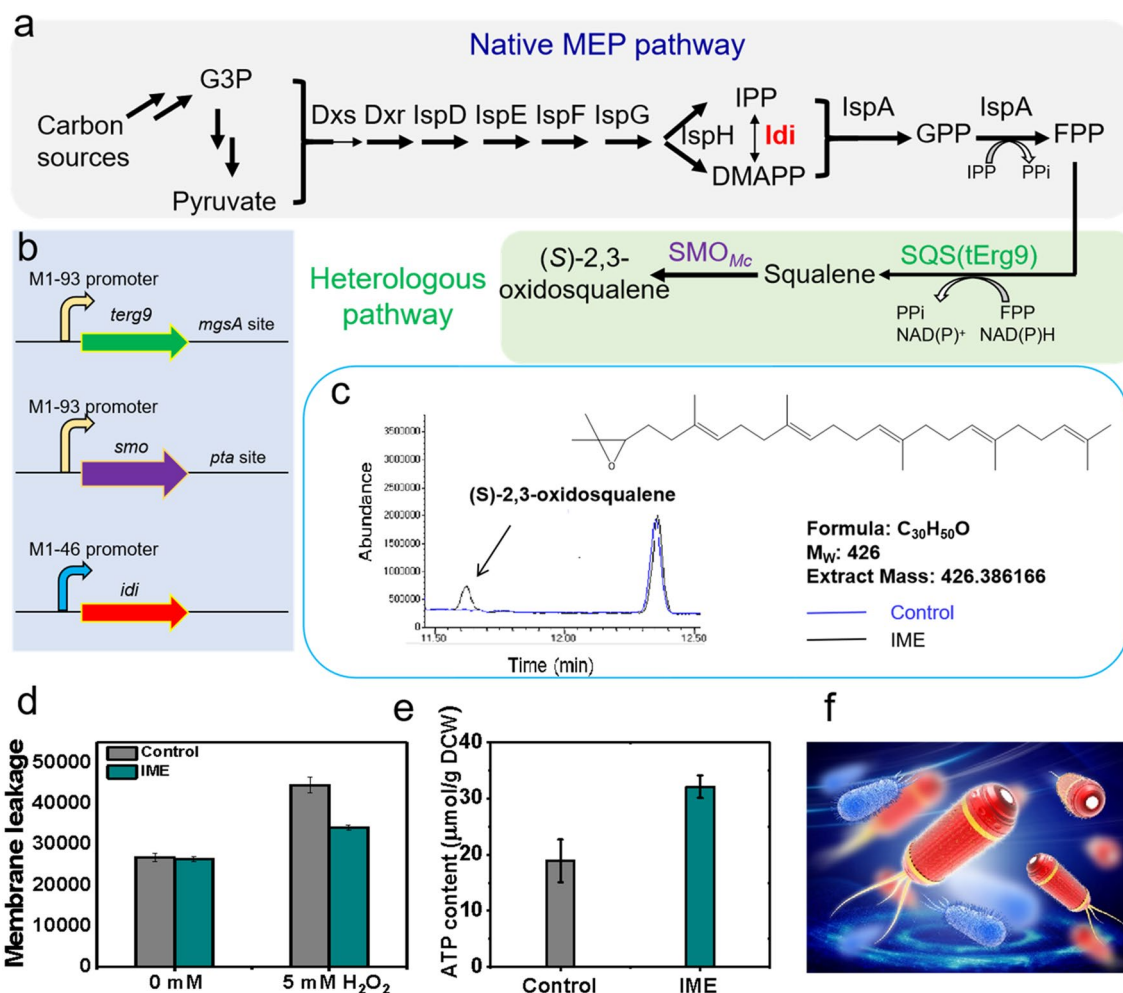 a
Native MEP pathway
Carbon
sources
G3P
Pyruvate
Dxs
Dxr
IspD
IspE
IspF
IspG
IspH
IPP
Idi
DMAPP
IspA
GPP
IspA
IPP
PPi
FPP
Heterologous
pathway
(S)-2,3-
oxidosqualene
SMOMc
Squalene
SQS(tErg9)
PPi
FPP
NAD(P)+
NAD(P)H
b
M1-93 promoter
terg9
mgsA site
M1-93 promoter
smo
pta site
M1-46 promoter
idi
c
Abundance
3500000
3000000
2500000
2000000
1500000
1000000
500000
0
11.50
12.00
12.50
Time (min)
(S)-2,3-oxidosqualene
O
Formula: C30H50O
MW: 426
Extract Mass: 426.386166
Control
IME
d
Membrane leakage
50000
40000
30000
20000
10000
0
Control
IME
0 mM
5 mM H2O2
e
ATP content (μmol/g DCW)
40
30
20
10
0
Control
IME
f